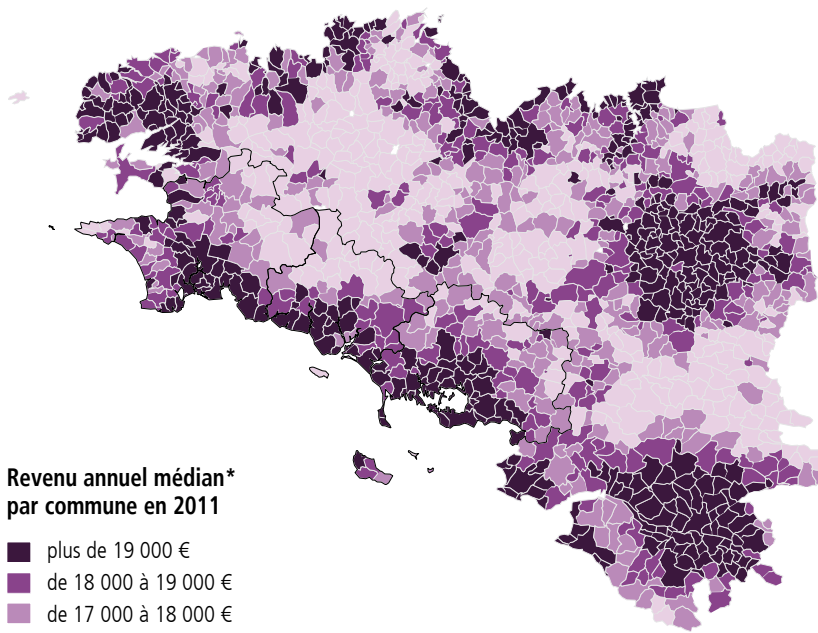 Revenu annuel médian*
par commune en 2011
plus de 19 000 €
de 18 000 à 19 000 €
de 17 000 à 18 000 €